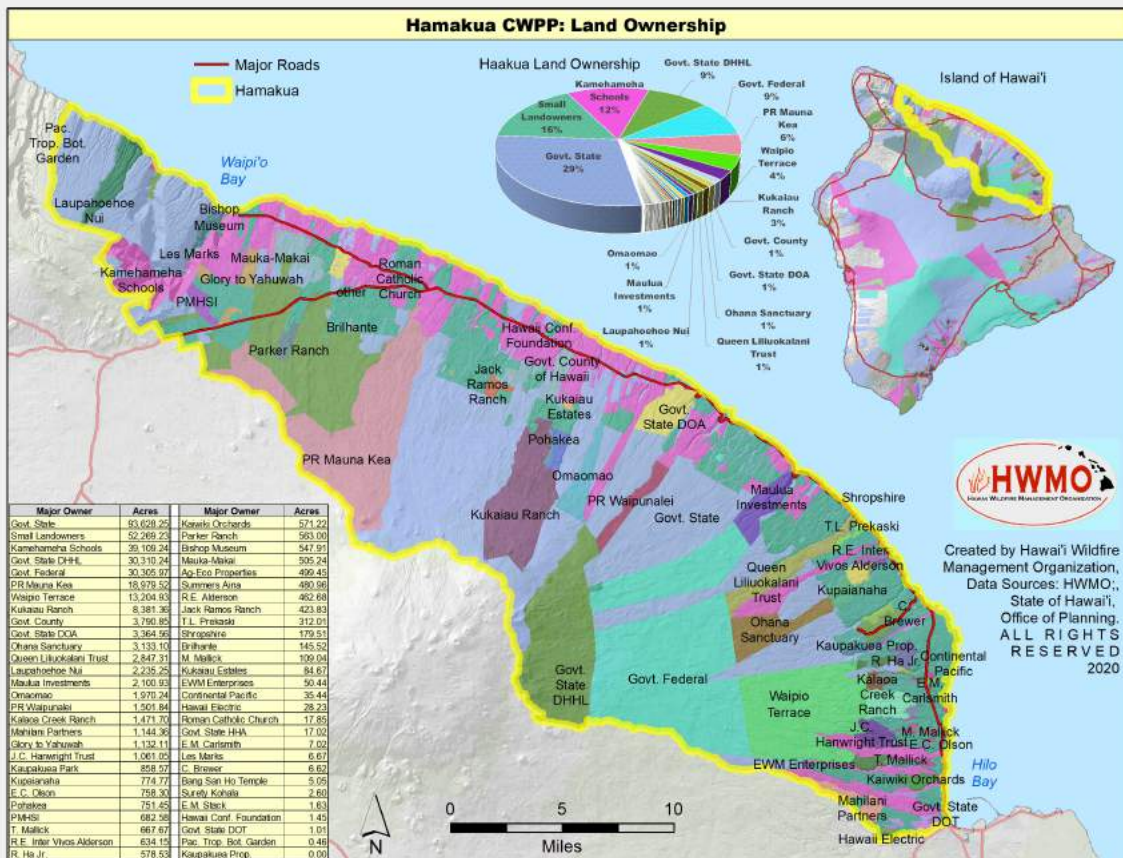 Hamakua CWPP: Land Ownership
Major Roads
Hamakua
Haakua Land Ownership
Govt. State DHHL
9%
Kamehameha
Schools
12%
Govt. Federal
9%
Small
Landowners
16%
PR Mauna
Kea
6%
Govt. State
29%
Waipio
Terrace
4%
Kukaiau
Ranch
3%
Govt. County
1%
Omaomao
1%
Govt. State DOA
1%
Maulua
Investments
1%
Ohana Sanctuary
1%
Laupahoehoe Nui
1%
Queen Liliuokalani
Trust
1%
Island of Hawai'i
Pac.
Trop. Bot.
Garden
Waipi'o
Bay
Laupahoehoe
Nui
Bishop
Museum
Les Marks
Mauka-Makai
Kamehameha
Schools
Glory to Yahuwah
Roman
Catholic
Church
PMHSI
other
Brilhante
Parker Ranch
Hawaii Conf.
Foundation
Govt. County
of Hawaii
Jack
Ramos
Ranch
Kukaiau
Estates
Govt.
State DOA
Pohakea
PR Mauna Kea
Omaomao
PR Waipunalei
Kukaiau Ranch
Govt. State
Maulua
Investments
Shropshire
T.L. Prekaski
R.E. Inter
Vivos Alderson
Queen
Liliuokalani
Trust
Kupaianaha
C.
Brewer
Ohana
Sanctuary
Kaupakuea Prop.
R. Ha Jr.
Continental
Pacific
Govt.
State
DHHL
Govt. Federal
Kalaoa
Creek
Ranch
E.M.
Carlsmith
Waipio
Terrace
J.C.
Hanwright Trust
M. Mallick
E.C. Olson
EWM Enterprises
T. Mallick
Hilo
Bay
Kaiwiki Orchards
Mahilani
Partners
Govt. State
DOT
Hawaii Electric
HWMO
HAWAII WILDFIRE MANAGEMENT ORGANIZATION
Created by Hawai'i Wildfire
Management Organization,
Data Sources: HWMO;,
State of Hawai'i,
Office of Planning.
ALL RIGHTS
RESERVED
2020
0 5 10
Miles
N
Major Owner Acres Major Owner Acres
Govt. State 93,628.25 Kaiwiki Orchards 571.22
Small Landowners 52,269.23 Parker Ranch 563.00
Kamehameha Schools 39,109.24 Bishop Museum 547.91
Govt. State DHHL 30,310.24 Mauka-Makai 505.24
Govt. Federal 30,305.97 Ag-Eco Properties 499.45
PR Mauna Kea 18,979.52 Summers Aina 480.96
Waipio Terrace 13,204.93 R.E. Alderson 462.68
Kukaiau Ranch 8,381.36 Jack Ramos Ranch 423.83
Govt. County 3,790.85 T.L. Prekaski 312.01
Govt. State DOA 3,364.56 Shropshire 179.51
Ohana Sanctuary 3,133.10 Brilhante 145.52
Queen Liliuokalani Trust 2,847.31 M. Mallick 109.04
Laupahoehoe Nui 2,235.25 Kukaiau Estates 84.67
Maulua Investments 2,100.93 EWM Enterprises 50.44
Omaomao 1,970.24 Continental Pacific 35.44
PR Waipunalei 1,501.84 Hawaii Electric 28.23
Kalaoa Creek Ranch 1,471.70 Roman Catholic Church 17.85
Mahilani Partners 1,144.36 Govt. State HHA 17.02
Glory to Yahuwah 1,132.11 E.M. Carlsmith 7.02
J.C. Hanwright Trust 1,061.05 Les Marks 6.67
Kaupakuea Park 858.57 C. Brewer 6.62
Kupaianaha 774.77 Bang San Ho Temple 5.05
E.C. Olson 758.30 Surety Kohala 2.60
Pohakea 751.45 E.M. Stack 1.63
PMHSI 682.58 Hawaii Conf. Foundation 1.45
T. Mallick 667.67 Govt. State DOT 1.01
R.E. Inter Vivos Alderson 634.15 Pac. Trop. Bot. Garden 0.46
R. Ha Jr. 578.53 Kaupakuea Prop. 0.00